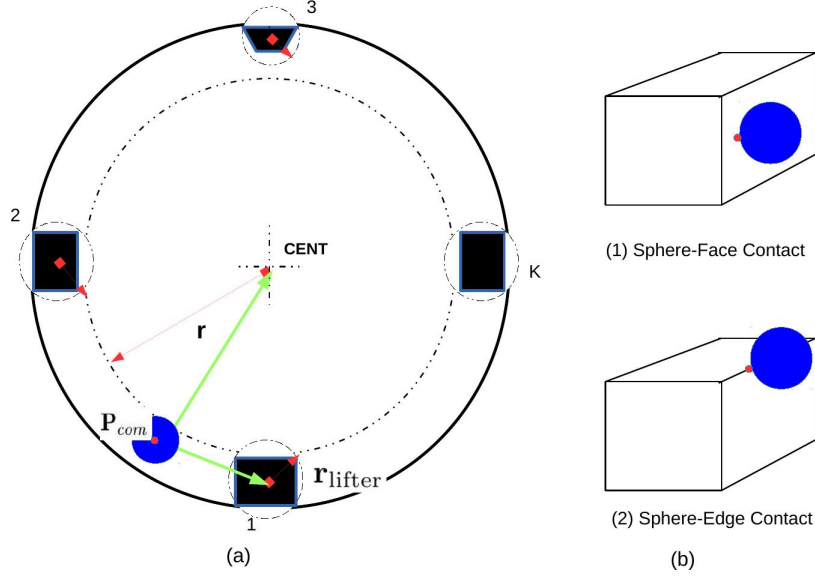 3
2
CENT
K
r
P_com
r_lifter
1
(a)
(1) Sphere-Face Contact
(2) Sphere-Edge Contact
(b)